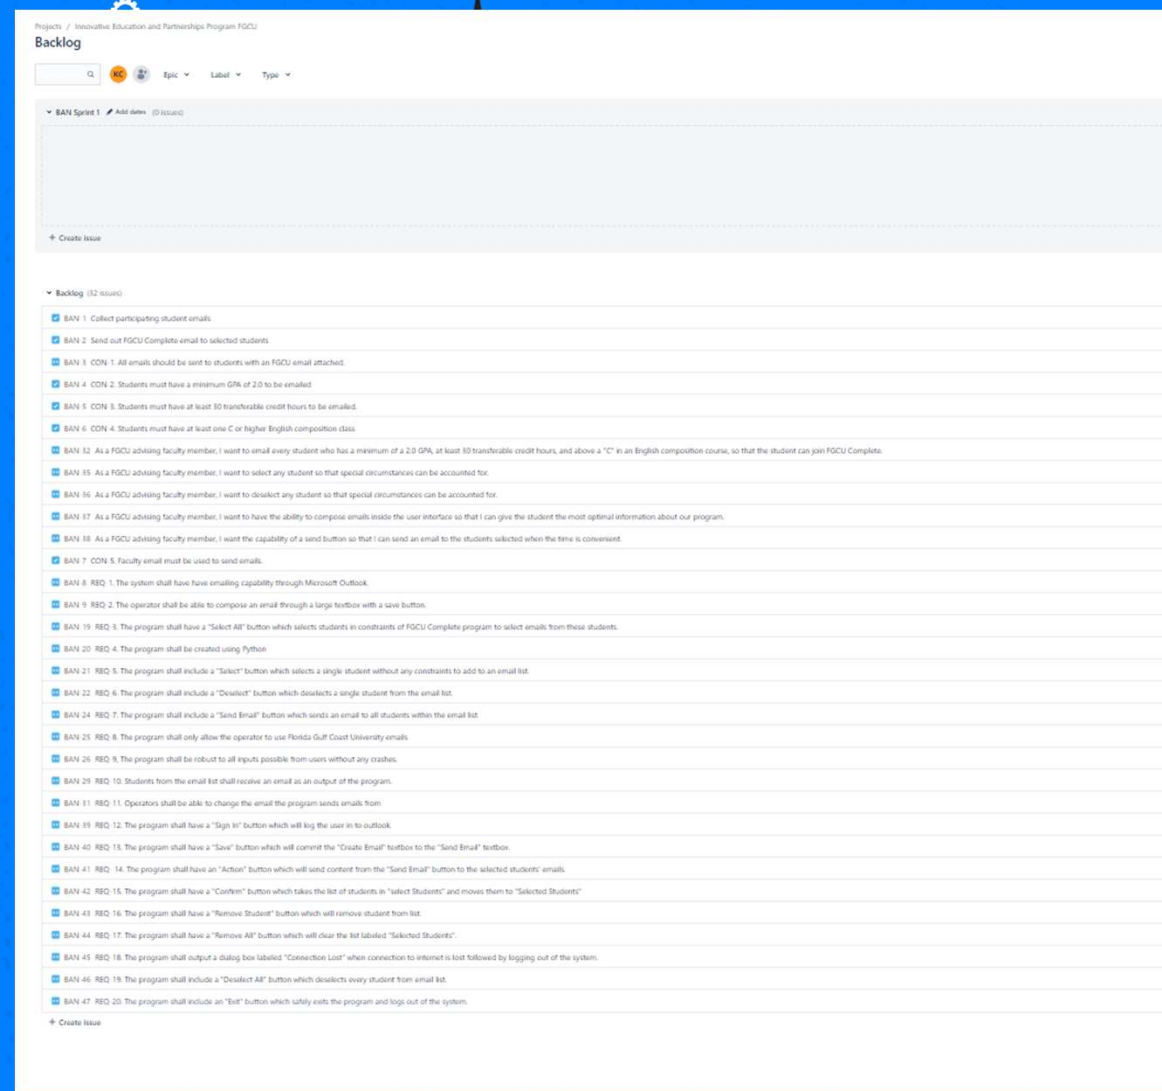 Projects / Innovative Education and Partnerships Program FGCU
Backlog
KC Epic Label Type
BAN Sprint 1 Add dates (0 issues)
+ Create issue
Backlog (32 issues)
BAN-1 Collect participating student emails
BAN-2 Send out FGCU Complete email to selected students
BAN-3 CON-1. All emails should be sent to students with an FGCU email attached.
BAN-4 CON-2. Students must have a minimum GPA of 2.0 to be emailed
BAN-5 CON-3. Students must have at least 30 transferable credit hours to be emailed.
BAN-6 CON-4. Students must have at least one C or higher English composition class
BAN-32 As a FGCU advising faculty member, I want to email every student who has a minimum of a 2.0 GPA, at least 30 transferable credit hours, and above a "C" in an English composition course, so that the student can join FGCU Complete.
BAN-35 As a FGCU advising faculty member, I want to select any student so that special circumstances can be accounted for.
BAN-36 As a FGCU advising faculty member, I want to deselect any student so that special circumstances can be accounted for.
BAN-37 As a FGCU advising faculty member, I want to have the ability to compose emails inside the user interface so that I can give the student the most optimal information about our program.
BAN-38 As a FGCU advising faculty member, I want the capability of a send button so that I can send an email to the students selected when the time is convenient.
BAN-7 CON-5. Faculty email must be used to send emails.
BAN-8 REQ-1. The system shall have have emailing capability through Microsoft Outlook.
BAN-9 REQ-2. The operator shall be able to compose an email through a large textbox with a save button.
BAN-19 REQ-3. The program shall have a "Select All" button which selects students in constraints of FGCU Complete program to select emails from these students.
BAN-20 REQ-4. The program shall be created using Python
BAN-21 REQ-5. The program shall include a "Select" button which selects a single student without any constraints to add to an email list.
BAN-22 REQ-6. The program shall include a "Deselect" button which deselects a single student from the email list.
BAN-24 REQ-7. The program shall include a "Send Email" button which sends an email to all students within the email list
BAN-25 REQ-8. The program shall only allow the operator to use Florida Gulf Coast University emails
BAN-26 REQ-9. The program shall be robust to all inputs possible from users without any crashes.
BAN-29 REQ-10. Students from the email list shall receive an email as an output of the program.
BAN-31 REQ-11. Operators shall be able to change the email the program sends emails from
BAN-39 REQ-12. The program shall have a "Sign In" button which will log the user in to outlook.
BAN-40 REQ-13. The program shall have a "Save" button which will commit the "Create Email" textbox to the "Send Email" textbox.
BAN-41 REQ- 14. The program shall have an "Action" button which will send content from the "Send Email" button to the selected students' emails
BAN-42 REQ-15. The program shall have a "Confirm" button which takes the list of students in "select Students" and moves them to "Selected Students"
BAN-43 REQ-16. The program shall have a "Remove Student" button which will remove student from list.
BAN-44 REQ-17. The program shall have a "Remove All" button which will clear the list labeled "Selected Students".
BAN-45 REQ-18. The program shall output a dialog box labeled "Connection Lost" when connection to internet is lost followed by logging out of the system.
BAN-46 REQ-19. The program shall include a "Deselect All" button which deselects every student from email list.
BAN-47 REQ-20. The program shall include an "Exit" button which safely exits the program and logs out of the system.
+ Create issue